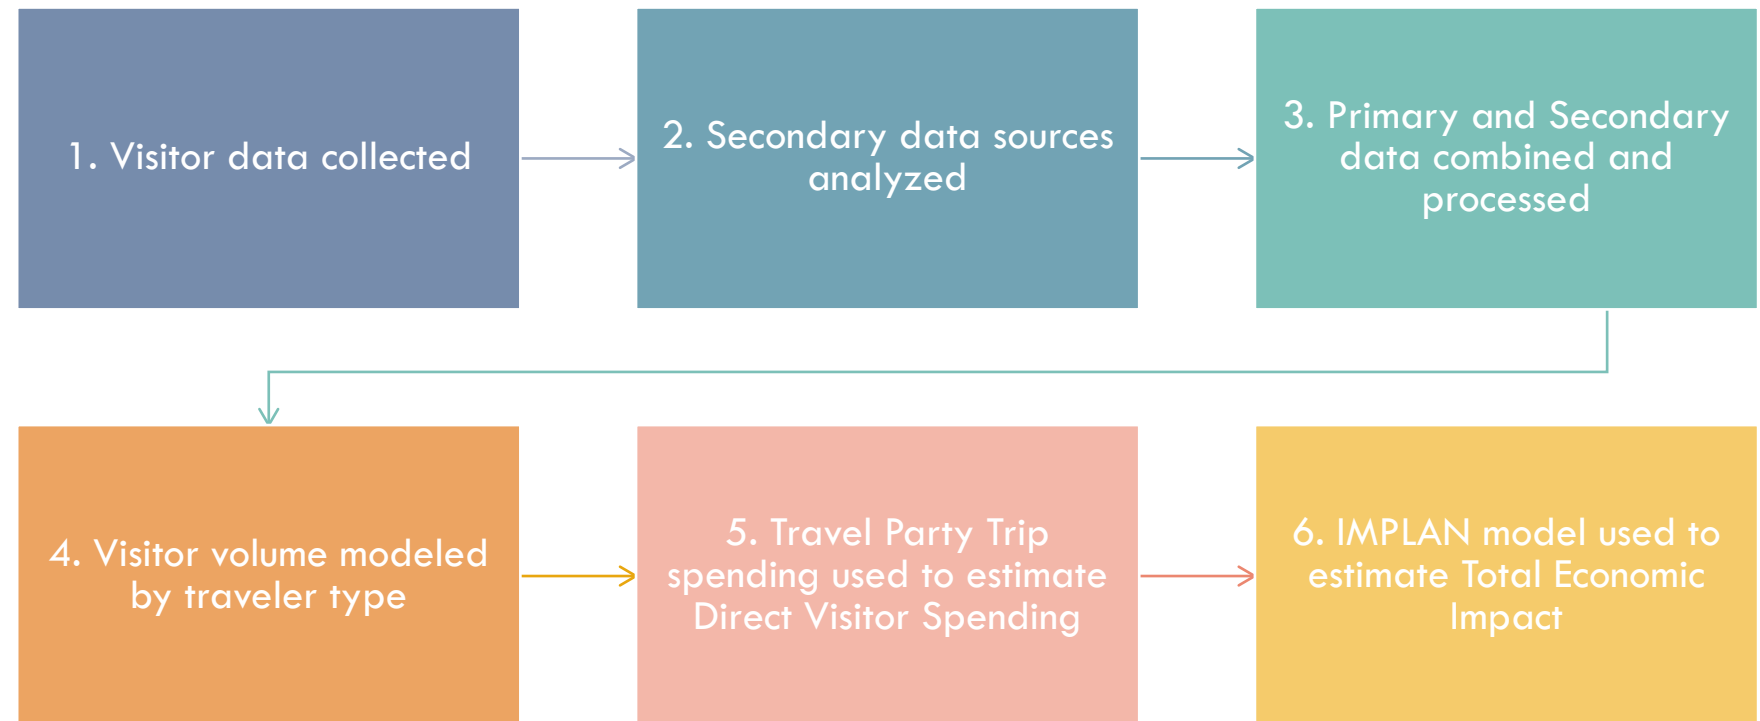 1. Visitor data collected
2. Secondary data sources
analyzed
3. Primary and Secondary
data combined and
processed
4. Visitor volume modeled
by traveler type
5. Travel Party Trip
spending used to estimate
Direct Visitor Spending
6. IMPLAN model used to
estimate Total Economic
Impact